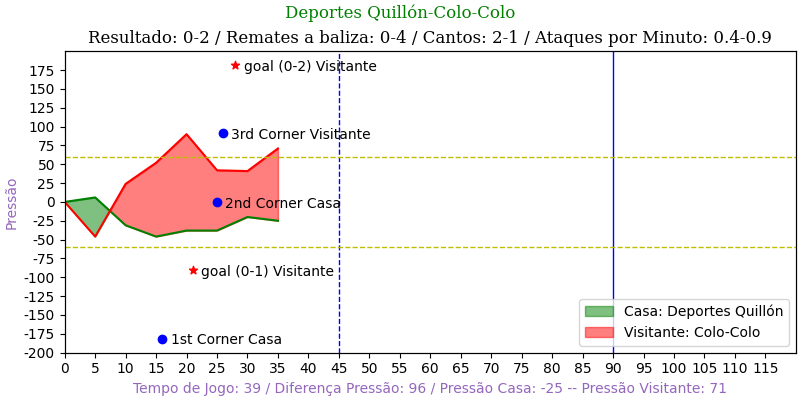 Deportes Quillón-Colo-Colo
Resultado: 0-2 / Remates a baliza: 0-4 / Cantos: 2-1 / Ataques por Minuto: 0.4-0.9
Pressão
175
150
125
100
75
50
25
0
-25
-50
-75
-100
-125
-150
-175
-200
goal (0-2) Visitante
3rd Corner Visitante
2nd Corner Casa
goal (0-1) Visitante
1st Corner Casa
Casa: Deportes Quillón
Visitante: Colo-Colo
0 5 10 15 20 25 30 35 40 45 50 55 60 65 70 75 80 85 90 95 100 105 110 115
Tempo de Jogo: 39 / Diferença Pressão: 96 / Pressão Casa: -25 -- Pressão Visitante: 71